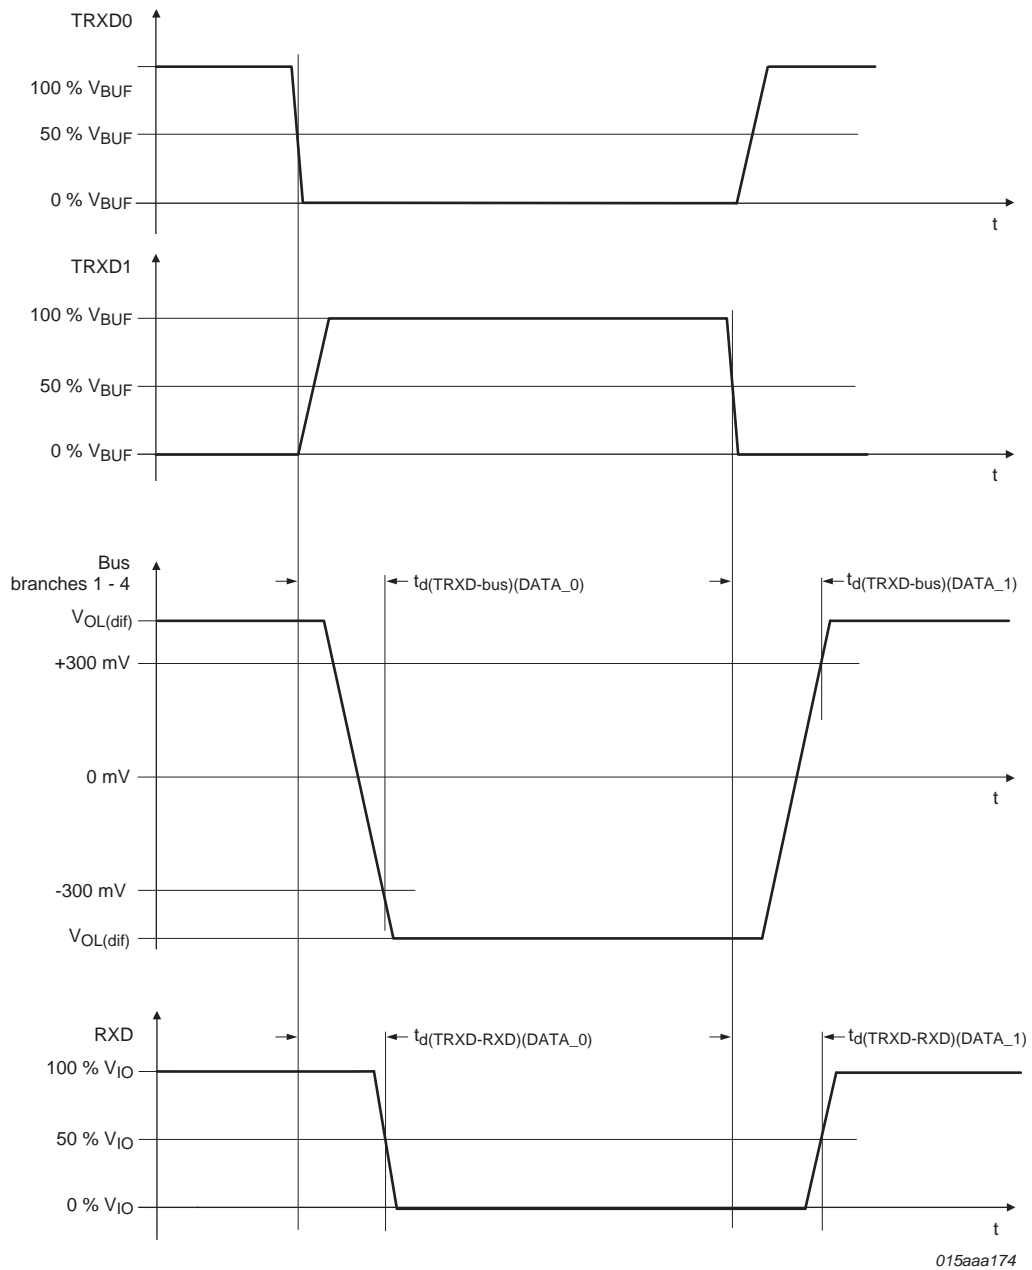 TRXD0
100 % VBUF
50 % VBUF
0 % VBUF
t
TRXD1
100 % VBUF
50 % VBUF
0 % VBUF
t
Bus
branches 1 - 4
td(TRXD-bus)(DATA_0)
td(TRXD-bus)(DATA_1)
VOL(dif)
+300 mV
0 mV
t
-300 mV
VOL(dif)
RXD
td(TRXD-RXD)(DATA_0)
td(TRXD-RXD)(DATA_1)
100 % VIO
50 % VIO
0 % VIO
t
015aaa174